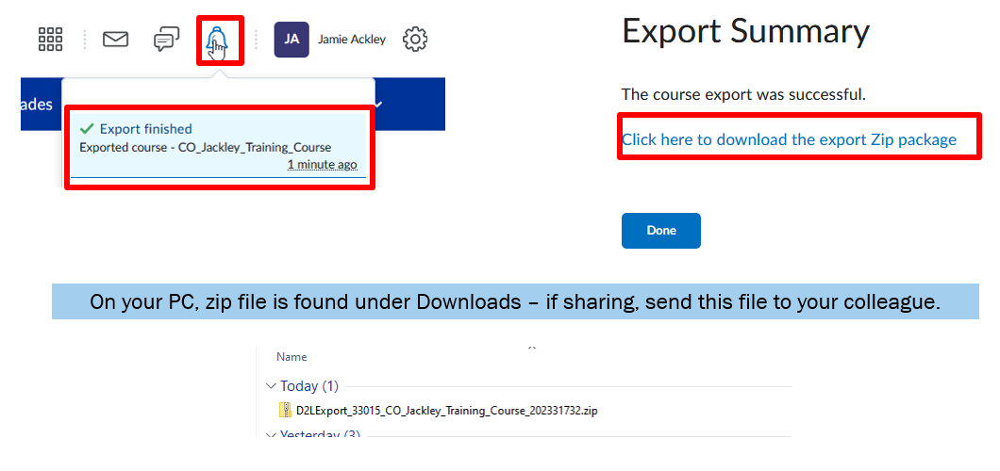 JA
Jamie Ackley
ades
Export finished
Exported course - CO_Jackley_Training_Course
1 minute ago
Export Summary
The course export was successful.
Click here to download the export Zip package
Done
On your PC, zip file is found under Downloads – if sharing, send this file to your colleague.
Name
Today (1)
D2LExport_33015_CO_Jackley_Training_Course_202331732.zip
Yesterday (3)